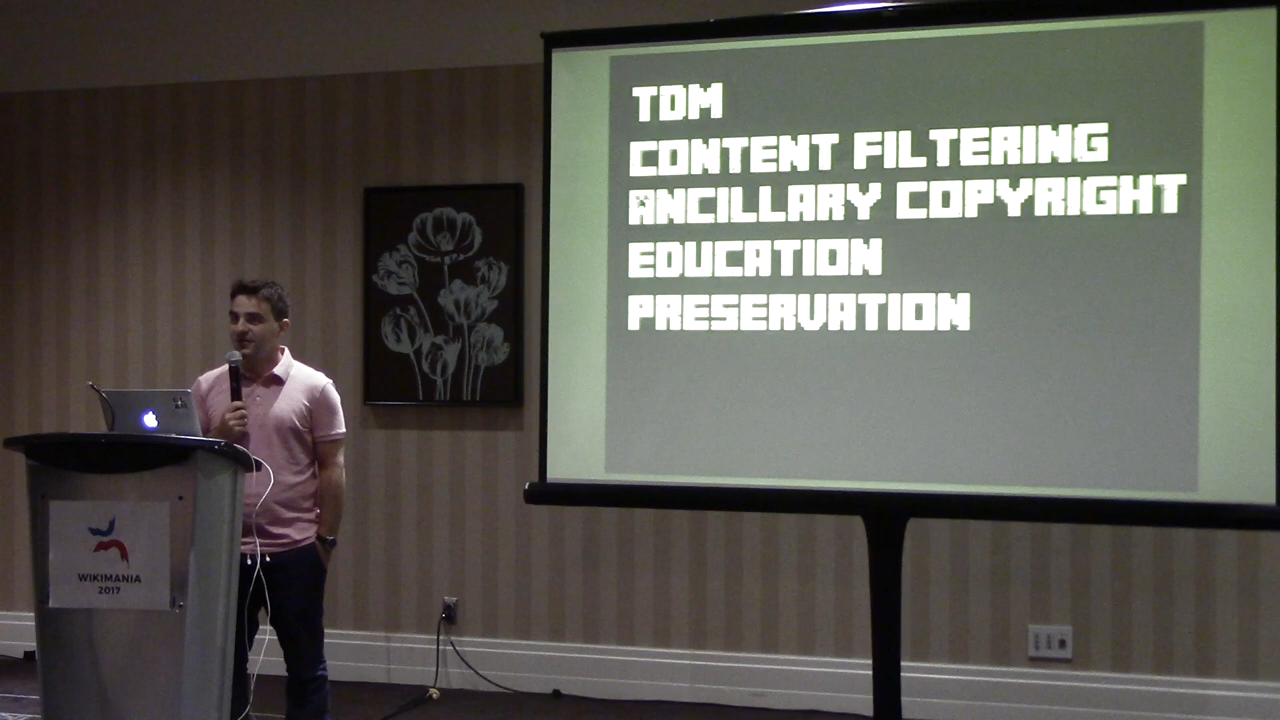 TDM
CONTENT FILTERING
ANCILLARY COPYRIGHT
EDUCATION
PRESERVATION
WIKIMANIA
2017